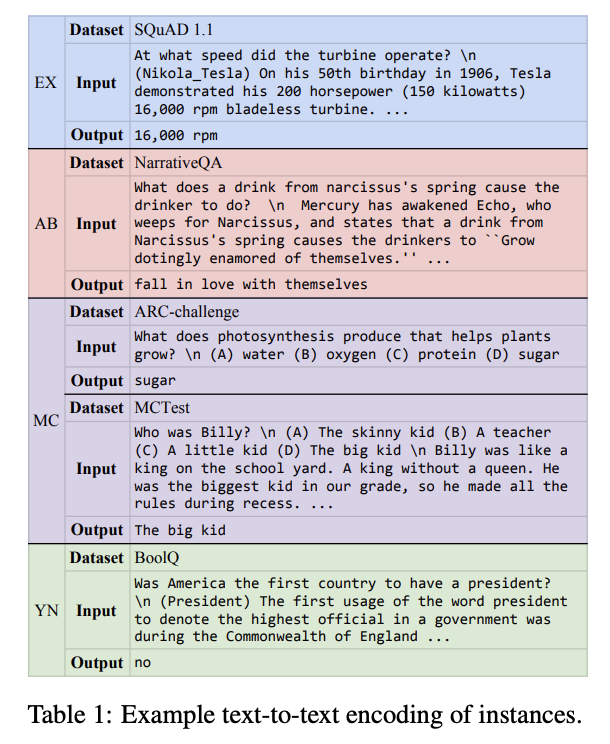 Dataset SQuAD 1.1
EX Input At what speed did the turbine operate? \n
(Nikola_Tesla) On his 50th birthday in 1906, Tesla
demonstrated his 200 horsepower (150 kilowatts)
16,000 rpm bladeless turbine. ...
Output 16,000 rpm
Dataset NarrativeQA
AB Input What does a drink from narcissus's spring cause the
drinker to do? \n Mercury has awakened Echo, who
weeps for Narcissus, and states that a drink from
Narcissus's spring causes the drinkers to ``Grow
dotingly enamored of themselves.'' ...
Output fall in love with themselves
MC Dataset ARC-challenge
Input What does photosynthesis produce that helps plants
grow? \n (A) water (B) oxygen (C) protein (D) sugar
Output sugar
Dataset MCTest
Input Who was Billy? \n (A) The skinny kid (B) A teacher
(C) A little kid (D) The big kid \n Billy was like a
king on the school yard. A king without a queen. He
was the biggest kid in our grade, so he made all the
rules during recess. ...
Output The big kid
Dataset BoolQ
YN Input Was America the first country to have a president?
\n (President) The first usage of the word president
to denote the highest official in a government was
during the Commonwealth of England ...
Output no
Table 1: Example text-to-text encoding of instances.